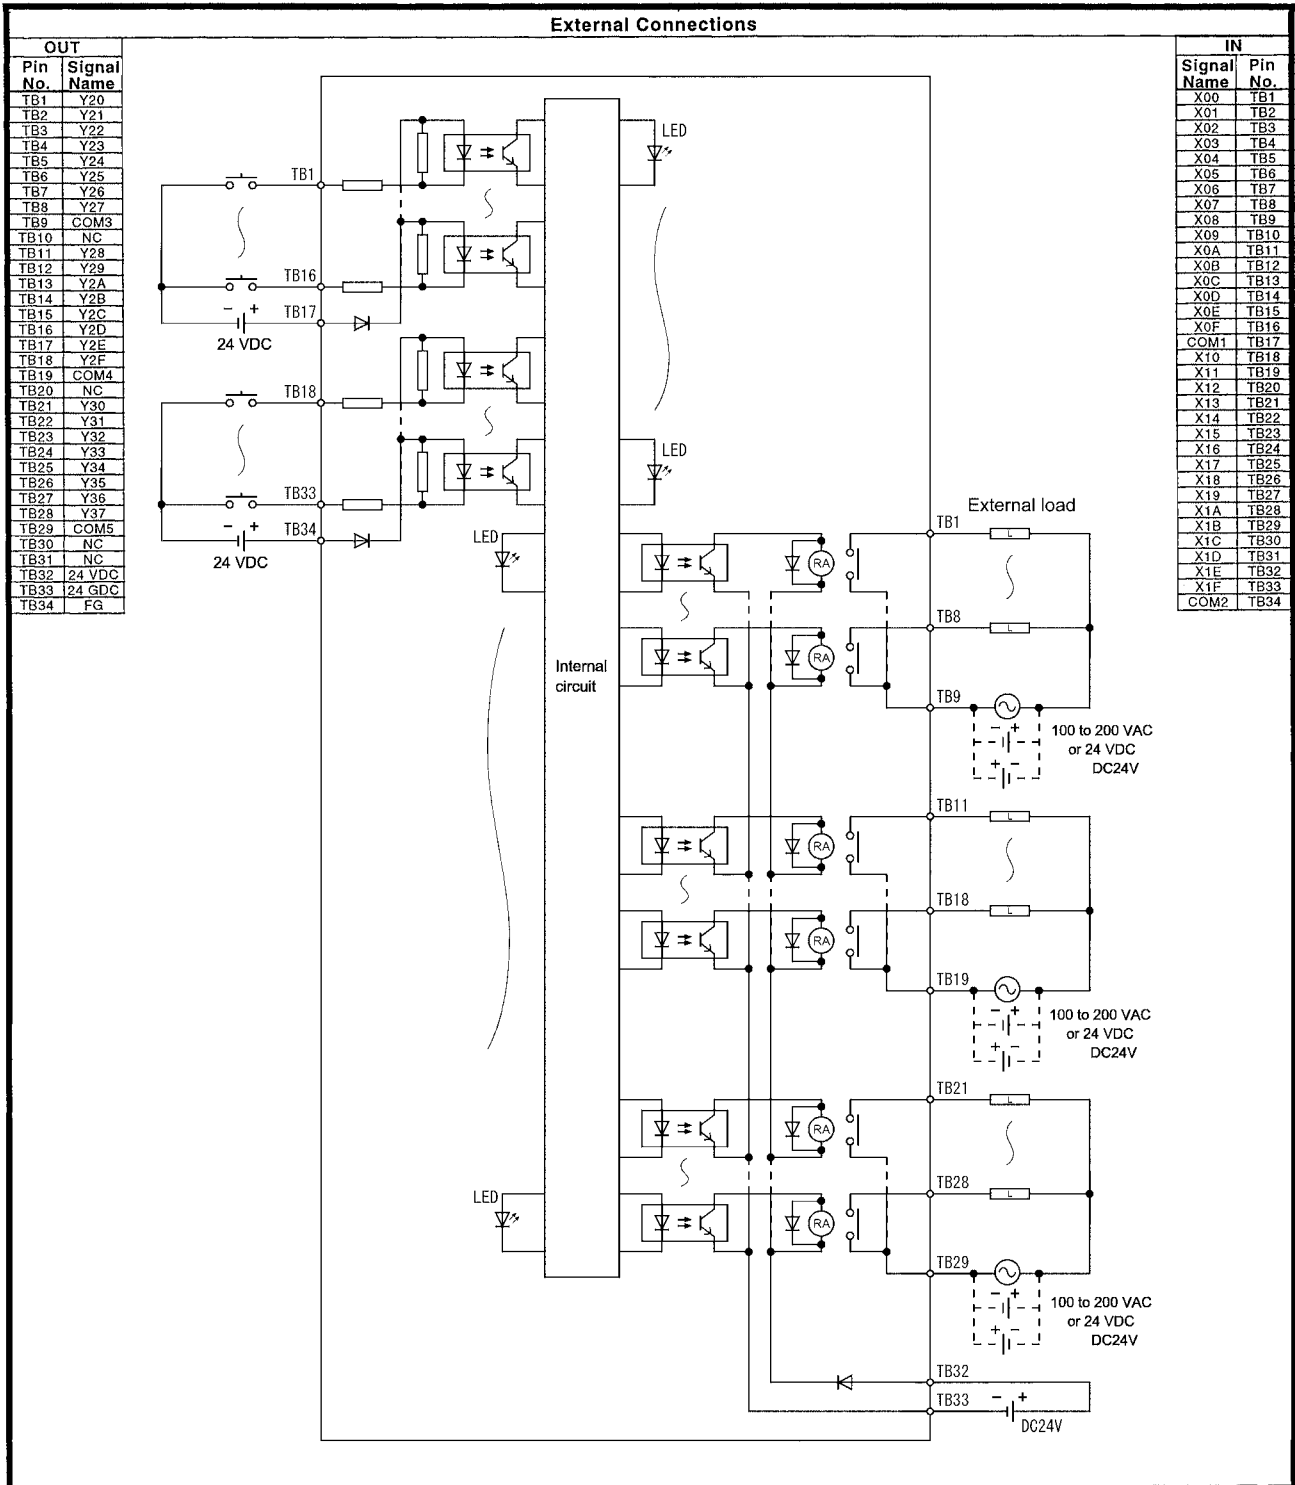 External Connections
OUT
Pin No. Signal Name
TB1 Y20
TB2 Y21
TB3 Y22
TB4 Y23
TB5 Y24
TB6 Y25
TB7 Y26
TB8 Y27
TB9 COM3
TB10 NC
TB11 Y28
TB12 Y29
TB13 Y2A
TB14 Y2B
TB15 Y2C
TB16 Y2D
TB17 Y2E
TB18 Y2F
TB19 COM4
TB20 NC
TB21 Y30
TB22 Y31
TB23 Y32
TB24 Y33
TB25 Y34
TB26 Y35
TB27 Y36
TB28 Y37
TB29 COM5
TB30 NC
TB31 NC
TB32 24 VDC
TB33 24 GDC
TB34 FG
IN
Signal Name Pin No.
X00 TB1
X01 TB2
X02 TB3
X03 TB4
X04 TB5
X05 TB6
X06 TB7
X07 TB8
X08 TB9
X09 TB10
X0A TB11
X0B TB12
X0C TB13
X0D TB14
X0E TB15
X0F TB16
COM1 TB17
X10 TB18
X11 TB19
X12 TB20
X13 TB21
X14 TB22
X15 TB23
X16 TB24
X17 TB25
X18 TB26
X19 TB27
X1A TB28
X1B TB29
X1C TB30
X1D TB31
X1E TB32
X1F TB33
COM2 TB34
LED
TB1
TB16
- + TB17
24 VDC
TB18
LED
TB33
- + TB34
24 VDC
LED
Internal
circuit
External load
TB1
RA L
TB8
RA L
TB9
- +
+ -
100 to 200 VAC
or 24 VDC
DC24V
TB11
RA L
TB18
RA L
TB19
- +
+ -
100 to 200 VAC
or 24 VDC
DC24V
TB21
RA L
LED
TB28
RA L
TB29
- +
+ -
100 to 200 VAC
or 24 VDC
DC24V
TB32
TB33 - +
DC24V